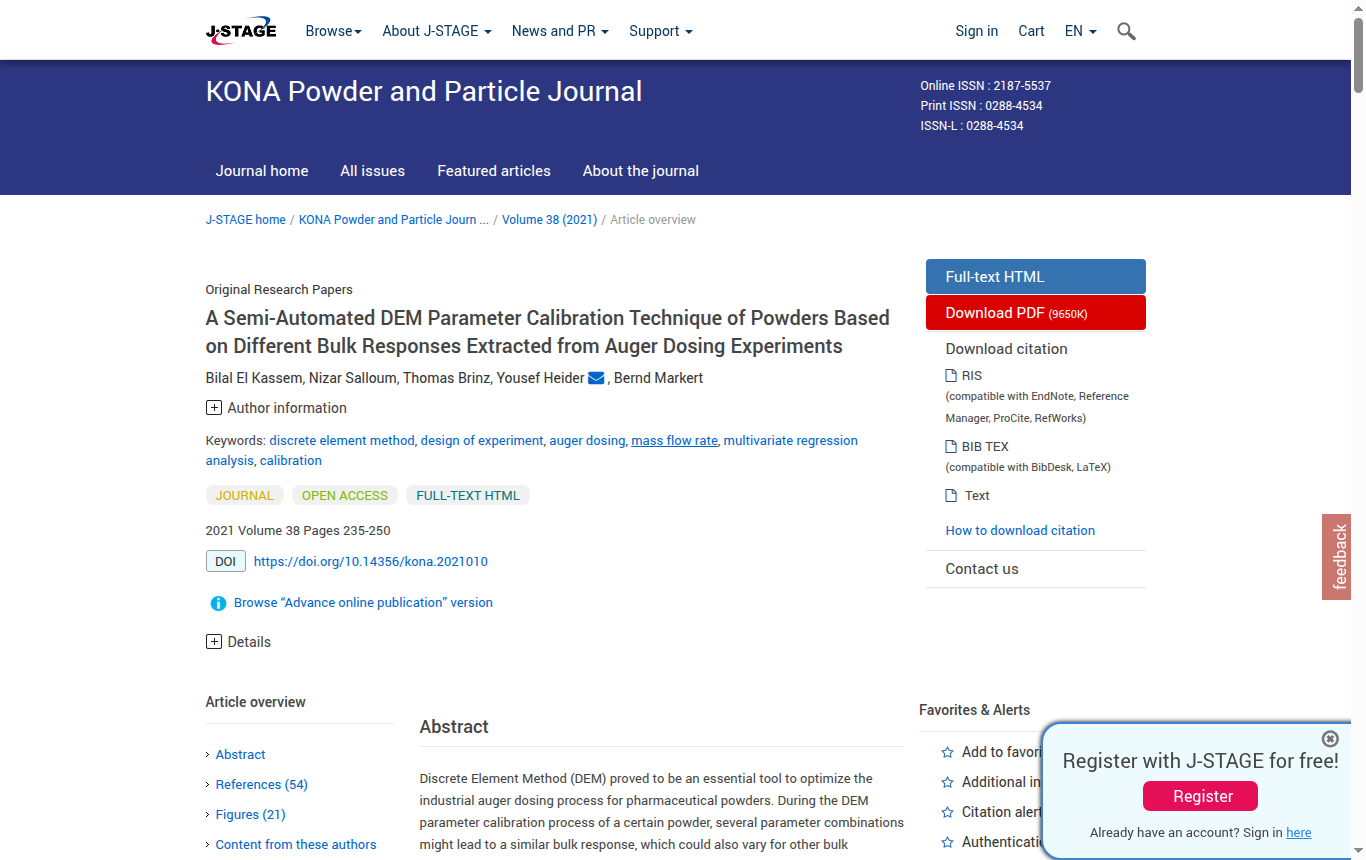 J-STAGE Browse About J-STAGE News and PR Support Sign in Cart EN
KONA Powder and Particle Journal
Online ISSN : 2187-5537
Print ISSN : 0288-4534
ISSN-L : 0288-4534
Journal home All issues Featured articles About the journal
J-STAGE home / KONA Powder and Particle Journ ... / Volume 38 (2021) / Article overview
Original Research Papers
A Semi-Automated DEM Parameter Calibration Technique of Powders Based
on Different Bulk Responses Extracted from Auger Dosing Experiments
Bilal El Kassem, Nizar Salloum, Thomas Brinz, Yousef Heider , Bernd Markert
Author information
Keywords: discrete element method, design of experiment, auger dosing, mass flow rate, multivariate regression
analysis, calibration
JOURNAL OPEN ACCESS FULL-TEXT HTML
2021 Volume 38 Pages 235-250
DOI https://doi.org/10.14356/kona.2021010
Browse “Advance online publication” version
Details
Full-text HTML
Download PDF (9650K)
Download citation
RIS
(compatible with EndNote, Reference
Manager, ProCite, RefWorks)
BIB TEX
(compatible with BibDesk, LaTeX)
Text
How to download citation
Contact us
feedback
Article overview
Abstract
References (54)
Figures (21)
Content from these authors
Abstract
Discrete Element Method (DEM) proved to be an essential tool to optimize the
industrial auger dosing process for pharmaceutical powders. During the DEM
parameter calibration process of a certain powder, several parameter combinations
might lead to a similar bulk response, which could also vary for other bulk
Favorites & Alerts
Add to favori
Additional in
Citation alert
Authenticati
Register with J-STAGE for free!
Register
Already have an account? Sign in here